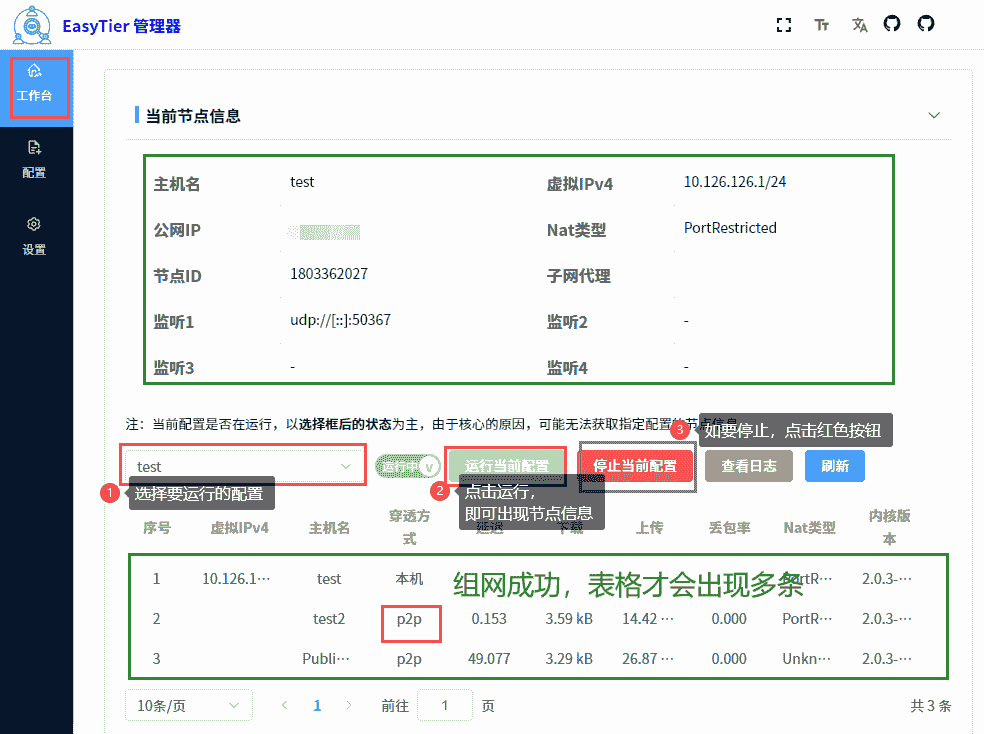 EasyTier 管理器
工作台
配置
设置
当前节点信息
主机名 test 虚拟IPv4 10.126.126.1/24
公网IP Nat类型 PortRestricted
节点ID 1803362027 子网代理
监听1 udp://[::]:50367 监听2 -
监听3 - 监听4 -
注：当前配置是否在运行，以选择框后的状态为主，由于核心的原因，可能无法获取指定配置的节点信息
3 如要停止，点击红色按钮
test 运行中 运行当前配置 停止当前配置 查看日志 刷新
1 选择要运行的配置
2 点击运行，
即可出现节点信息
序号 虚拟IPv4 主机名 穿透方式 延迟 下载 上传 丢包率 Nat类型 内核版本
组网成功，表格才会出现多条
1 10.126.1… test 本机 PortR… 2.0.3-…
2 test2 p2p 0.153 3.59 kB 14.42 … 0.000 PortR… 2.0.3-…
3 Publi… p2p 49.077 3.29 kB 26.87 … 0.000 Unkn… 2.0.3-…
10条/页 1 前往 1 页 共 3 条